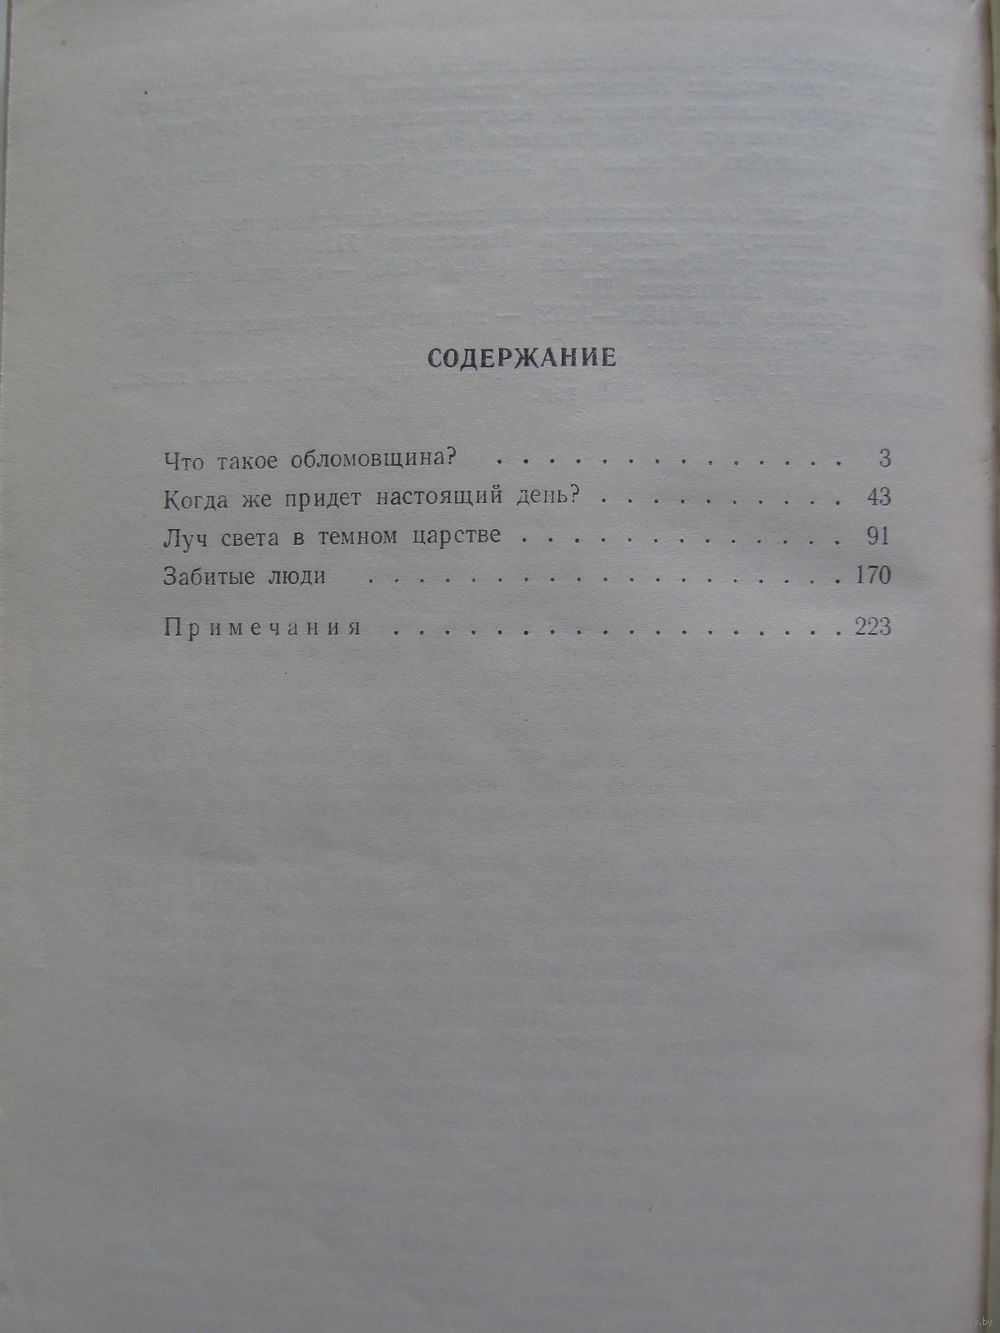 СОДЕРЖАНИЕ
Что такое обломовщина? . . . . . . . . . . . . . . 3
Когда же придет настоящий день? . . . . . . . . . . 43
Луч света в темном царстве . . . . . . . . . . . . . 91
Забитые люди . . . . . . . . . . . . . . . . . . . 170
Примечания . . . . . . . . . . . . . . . . . . 223